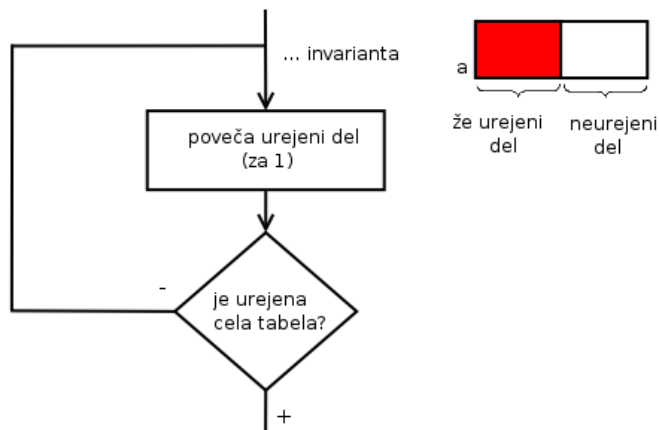 ... invarianta
poveča urejeni del
(za 1)
-
je urejena
cela tabela?
+
a
že urejeni
del
neurejeni
del